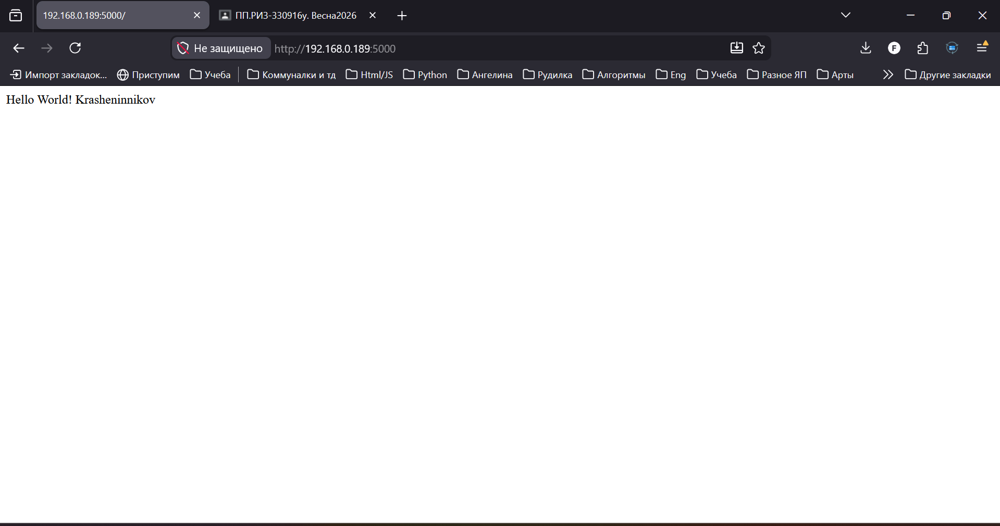 192.168.0.189:5000/
ПП.РИЗ-330916у. Весна2026
Не защищено
http://192.168.0.189:5000
F
Импорт закладок...
Приступим
Учеба
Коммуналки и тд
Html/JS
Python
Ангелина
Рудилка
Алгоритмы
Eng
Учеба
Разное ЯП
Арты
Другие закладки
Hello World! Krasheninnikov